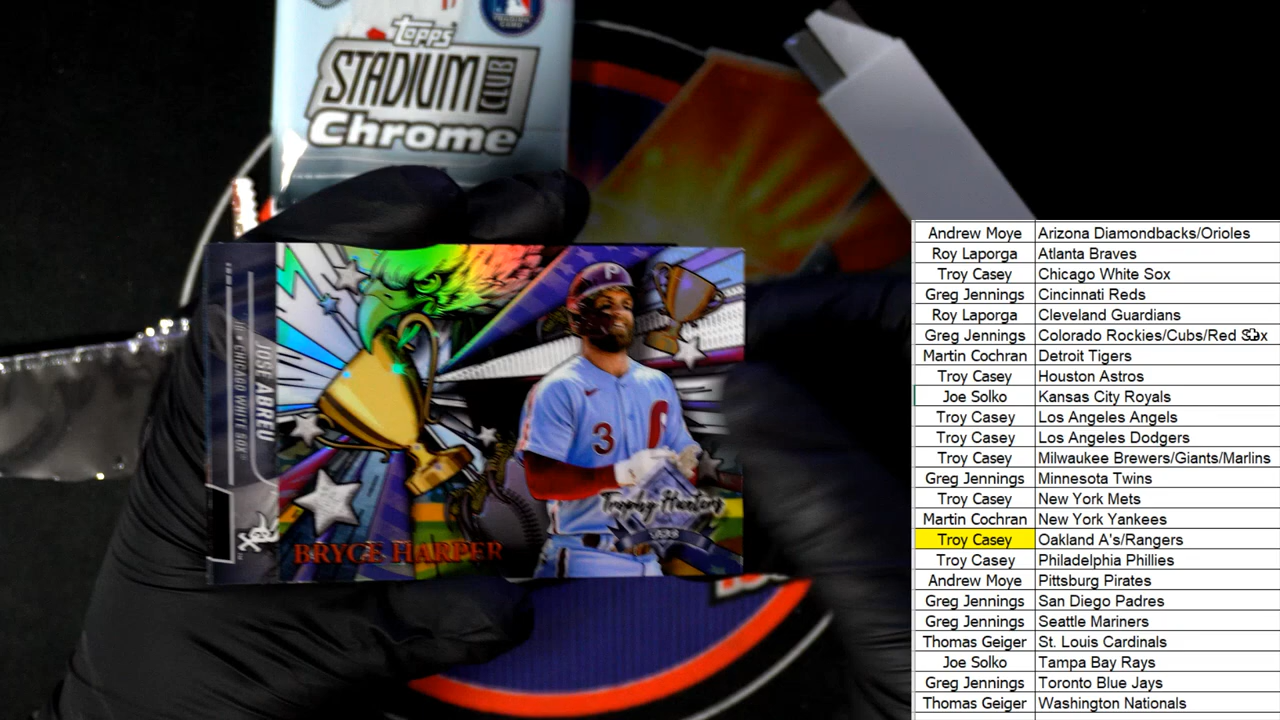 Topps
STADIUM
CLUB
Chrome
JOSE ABREU
1B • CHICAGO WHITE SOX
P
3
Trophy Hunters
BRYCE HARPER
Andrew Moye Arizona Diamondbacks/Orioles
Roy Laporga Atlanta Braves
Troy Casey Chicago White Sox
Greg Jennings Cincinnati Reds
Roy Laporga Cleveland Guardians
Greg Jennings Colorado Rockies/Cubs/Red Sox
Martin Cochran Detroit Tigers
Troy Casey Houston Astros
Joe Solko Kansas City Royals
Troy Casey Los Angeles Angels
Troy Casey Los Angeles Dodgers
Troy Casey Milwaukee Brewers/Giants/Marlins
Greg Jennings Minnesota Twins
Troy Casey New York Mets
Martin Cochran New York Yankees
Troy Casey Oakland A's/Rangers
Troy Casey Philadelphia Phillies
Andrew Moye Pittsburg Pirates
Greg Jennings San Diego Padres
Greg Jennings Seattle Mariners
Thomas Geiger St. Louis Cardinals
Joe Solko Tampa Bay Rays
Greg Jennings Toronto Blue Jays
Thomas Geiger Washington Nationals